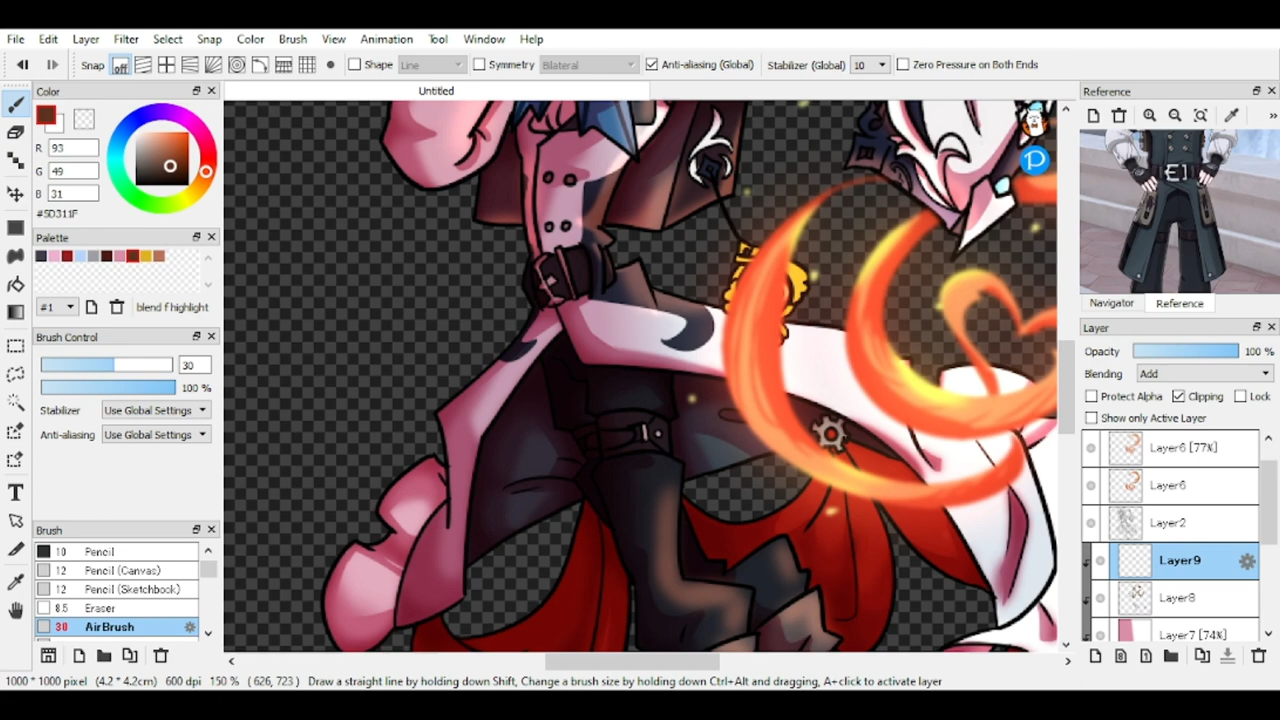 File Edit Layer Filter Select Snap Color Brush View Animation Tool Window Help
Snap off Shape Line Symmetry Bilateral Anti-aliasing (Global) Stabilizer (Global) 10 Zero Pressure on Both Ends
Color
Untitled
Reference
R 93
G 49
B 31
#5D311F
Palette
#1 blend f highlight
Navigator Reference
Layer
Brush Control
Opacity 100 %
30
Blending Add
100 %
Protect Alpha Clipping Lock
Stabilizer Use Global Settings
Show only Active Layer
Anti-aliasing Use Global Settings
Layer6 [77%]
Layer6
T
Layer2
Brush
10 Pencil
Layer9
12 Pencil (Canvas)
12 Pencil (Sketchbook)
Layer8
8.5 Eraser
30 AirBrush
Layer7 [74%]
1000 * 1000 pixel (4.2 * 4.2cm) 600 dpi 150 % ( 626, 723 ) Draw a straight line by holding down Shift, Change a brush size by holding down Ctrl+Alt and dragging, A+click to activate layer